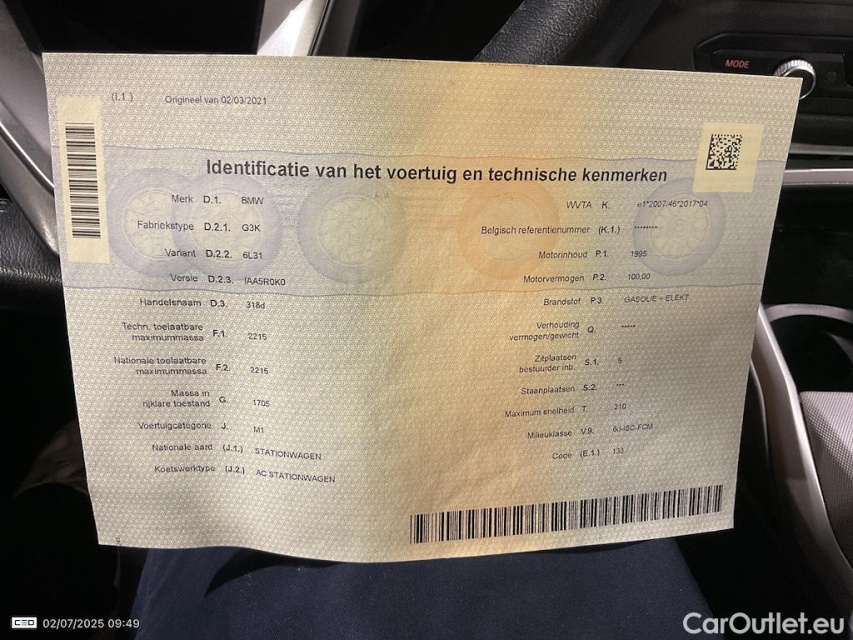 MODE
(I.1.) Origineel van 02/03/2021
Identificatie van het voertuig en technische kenmerken
Merk D.1. BMW
Fabriekstype D.2.1. G3K
Variant D.2.2. 6L31
Versie D.2.3. IAA5R0K0
Handelsnaam D.3. 318d
Techn. toelaatbare
maximummassa F.1. 2215
Nationale toelaatbare
maximummassa F.2. 2215
Massa in
rijklare toestand G. 1705
Voertuigcategorie J. M1
Nationale aard (J.1.) STATIONWAGEN
Koetswerktype (J.2.) AC STATIONWAGEN
WVTA K. e1*2007/46*2017*04
Belgisch referentienummer (K.1.) ********
Motorinhoud P.1. 1995
Motorvermogen P.2. 100,00
Brandstof P.3. GASOLIE + ELEKT
Verhouding
vermogen/gewicht Q. *****
Zitplaatsen
bestuurder inb. S.1. 5
Staanplaatsen S.2. ***
Maximum snelheid T. 210
Milieuklasse V.9. 6d-ISC-FCM
Code (E.1.) 133
02/07/2025 09:49
CarOutlet.eu